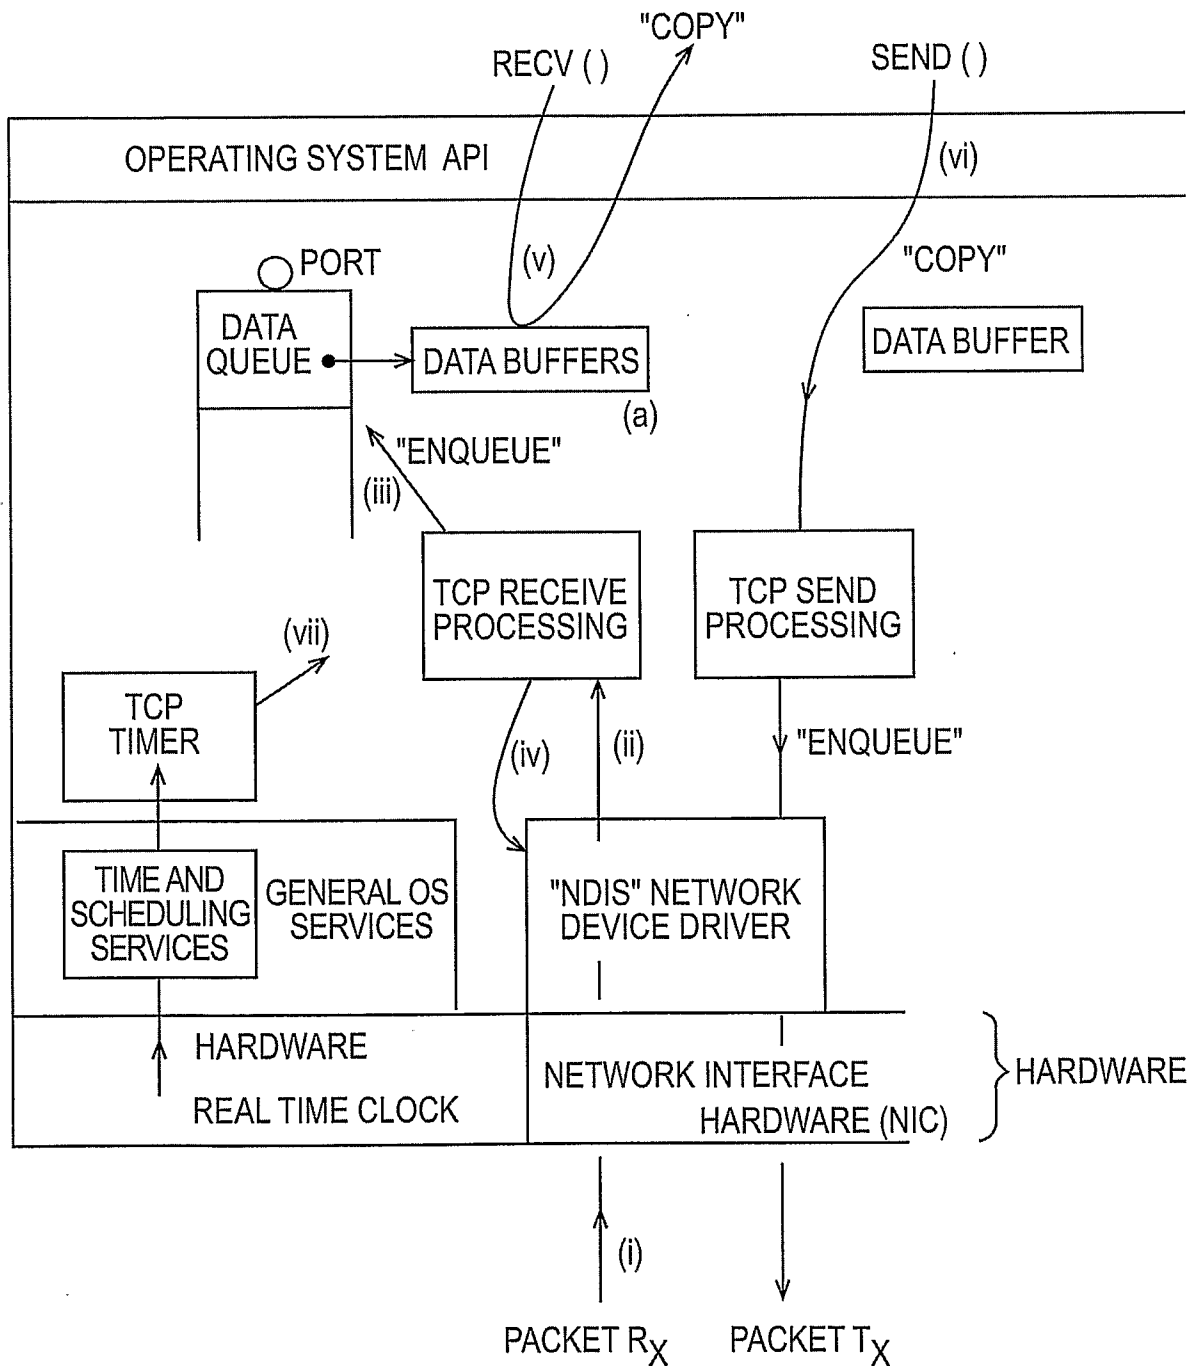 "COPY"
RECV ( )
SEND ( )
OPERATING SYSTEM API
(vi)
(v)
"COPY"
PORT
DATA
QUEUE
DATA BUFFERS
DATA BUFFER
(a)
"ENQUEUE"
(iii)
TCP RECEIVE
PROCESSING
TCP SEND
PROCESSING
(vii)
TCP
TIMER
(iv)
(ii)
"ENQUEUE"
TIME AND
SCHEDULING
SERVICES
GENERAL OS
SERVICES
"NDIS" NETWORK
DEVICE DRIVER
HARDWARE
REAL TIME CLOCK
NETWORK INTERFACE
HARDWARE (NIC)
HARDWARE
(i)
PACKET RX
PACKET TX